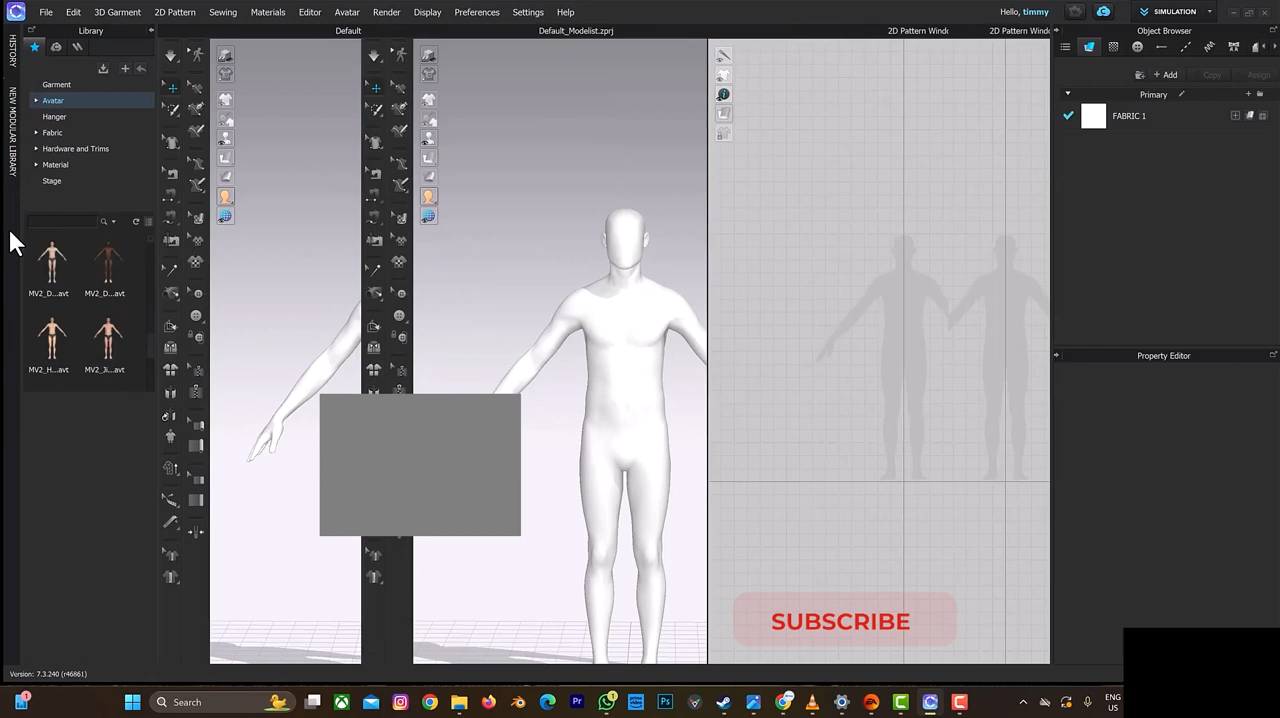 File Edit 3D Garment 2D Pattern Sewing Materials Editor Avatar Render Display Preferences Settings Help
Hello, timmy
SIMULATION
HISTORY
NEW MODULAR LIBRARY
Library
Default
Default_Modelist.zprj
2D Pattern Windo
2D Pattern Windo
Object Browser
Garment
Avatar
Hanger
Fabric
Hardware and Trims
Material
Stage
MV2_D...avt
MV2_D...avt
MV2_H...avt
MV2_Ji...avt
+ Add
Copy
Assign
Primary
FABRIC 1
Property Editor
SUBSCRIBE
Version: 7.3.240 (r46861)
Search
ENG
US